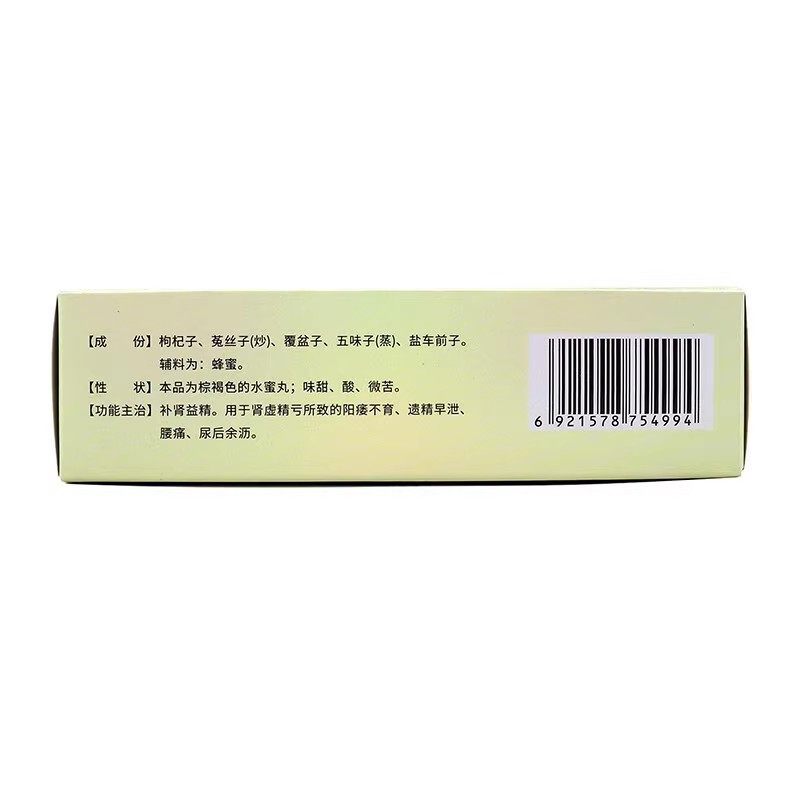 【成 份】枸杞子、菟丝子(炒)、覆盆子、五味子(蒸)、盐车前子。
辅料为：蜂蜜。
【性 状】本品为棕褐色的水蜜丸；味甜、酸、微苦。
【功能主治】补肾益精。用于肾虚精亏所致的阳痿不育、遗精早泄、
腰痛、尿后余沥。
6 921578 754994